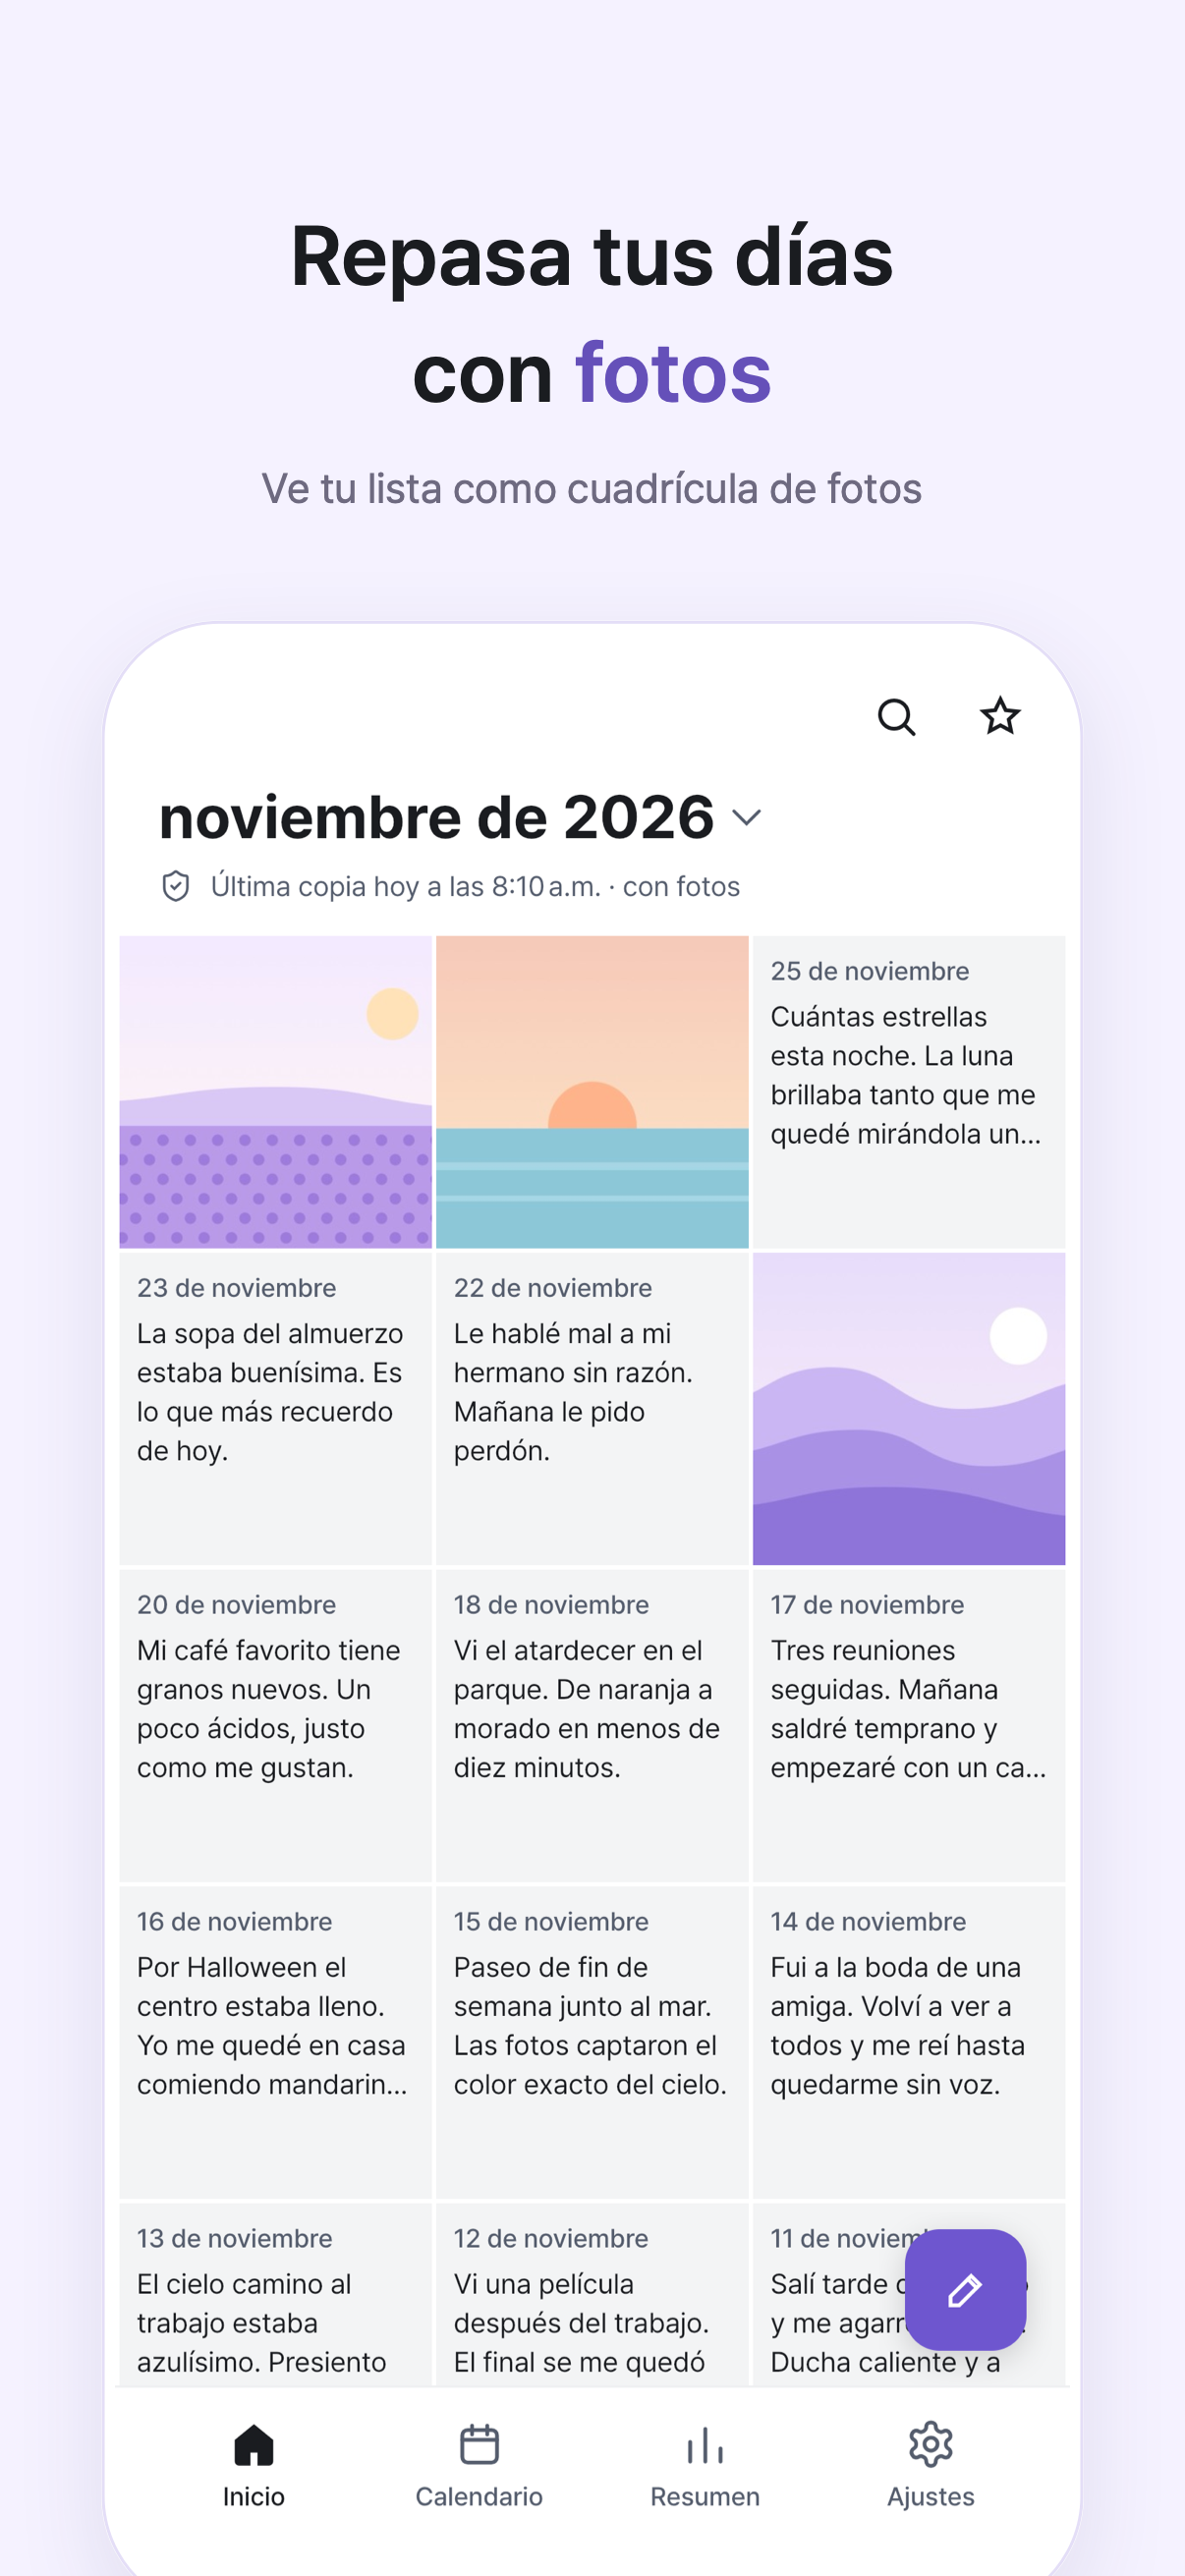 Repasa tus días
con fotos
Ve tu lista como cuadrícula de fotos
noviembre de 2026
Última copia hoy a las 8:10 a.m. · con fotos
25 de noviembre
Cuántas estrellas
esta noche. La luna
brillaba tanto que me
quedé mirándola un...
23 de noviembre
La sopa del almuerzo
estaba buenísima. Es
lo que más recuerdo
de hoy.
22 de noviembre
Le hablé mal a mi
hermano sin razón.
Mañana le pido
perdón.
20 de noviembre
Mi café favorito tiene
granos nuevos. Un
poco ácidos, justo
como me gustan.
18 de noviembre
Vi el atardecer en el
parque. De naranja a
morado en menos de
diez minutos.
17 de noviembre
Tres reuniones
seguidas. Mañana
saldré temprano y
empezaré con un ca...
16 de noviembre
Por Halloween el
centro estaba lleno.
Yo me quedé en casa
comiendo mandarin...
15 de noviembre
Paseo de fin de
semana junto al mar.
Las fotos captaron el
color exacto del cielo.
14 de noviembre
Fui a la boda de una
amiga. Volví a ver a
todos y me reí hasta
quedarme sin voz.
13 de noviembre
El cielo camino al
trabajo estaba
azulísimo. Presiento
12 de noviembre
Vi una película
después del trabajo.
El final se me quedó
11 de
Salí tarde
y me
Ducha caliente y a
Inicio
Calendario
Resumen
Ajustes